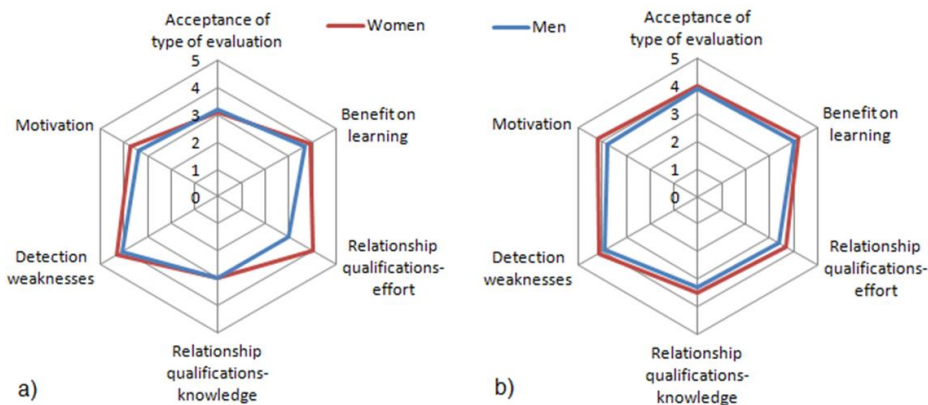 Acceptance of
type of evaluation
Women
Men
Acceptance of
type of evaluation
5
4
3
2
1
0
Benefit on
learning
Relationship
qualifications-
effort
Relationship
qualifications-
knowledge
Detection
weaknesses
Motivation
a)
5
4
3
2
1
0
Benefit on
learning
Relationship
qualifications-
effort
Relationship
qualifications-
knowledge
Detection
weaknesses
Motivation
b)